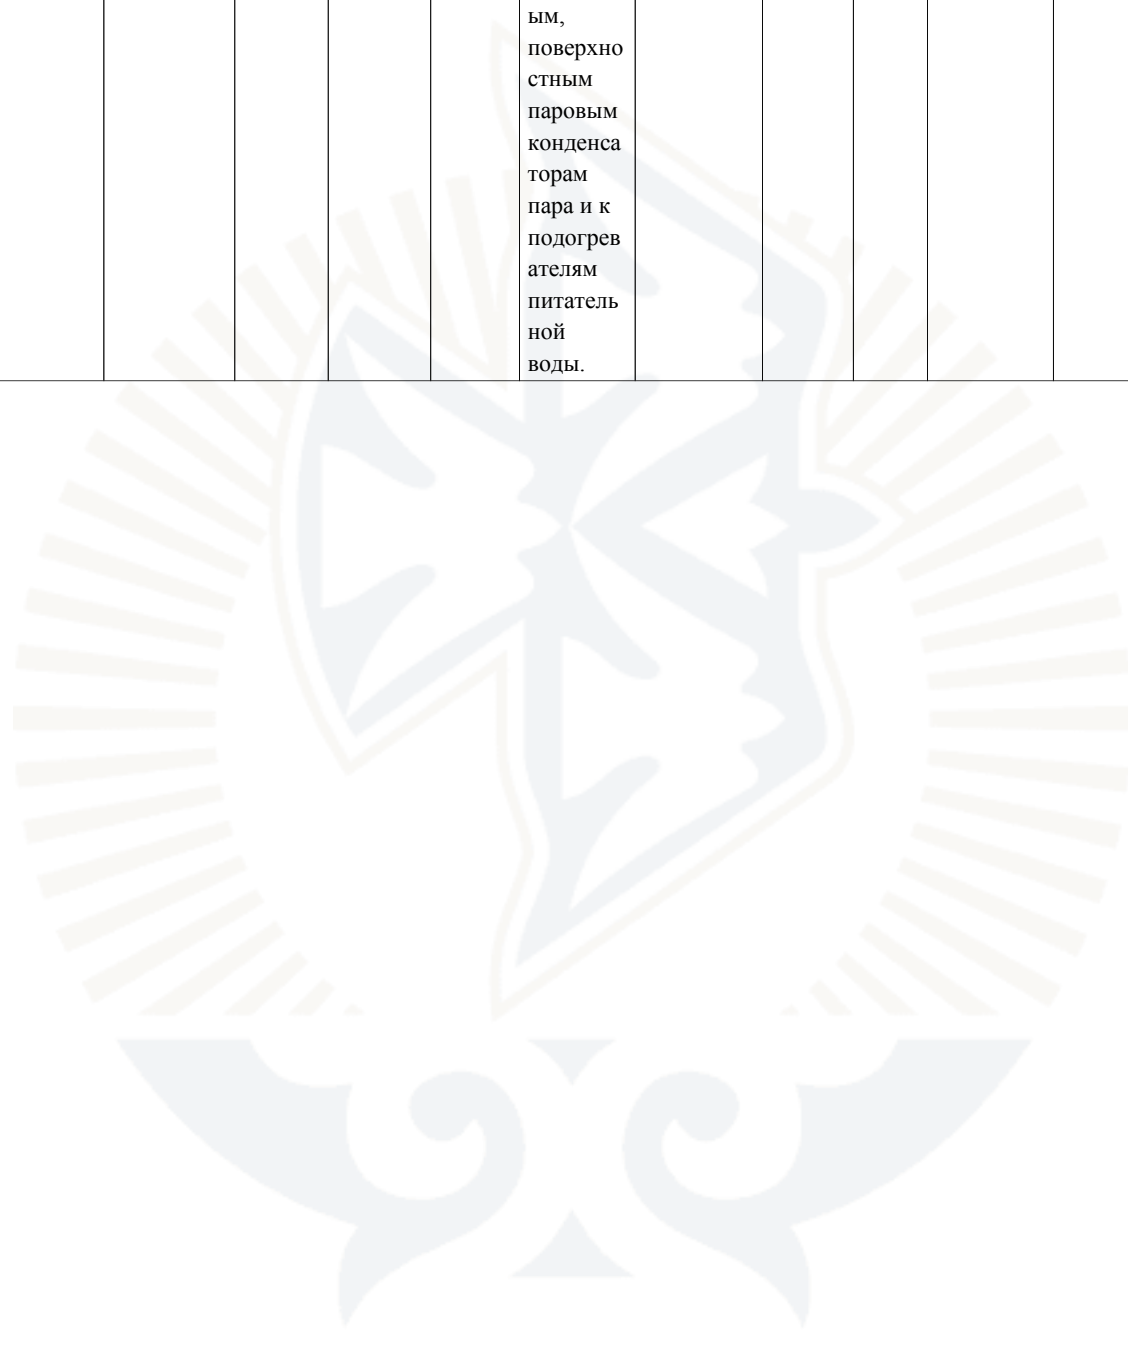 ым,
поверхно
стным
паровым
конденса
торам
пара и к
подогрев
ателям
питатель
ной
воды.